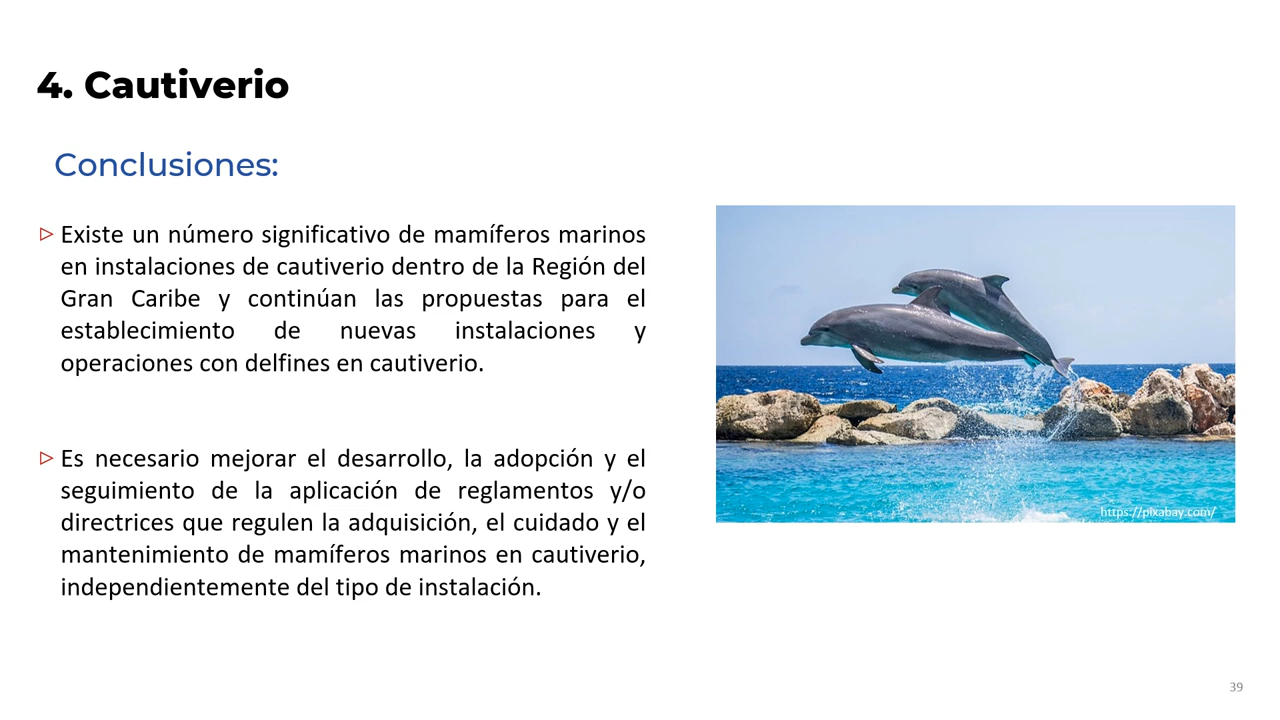 4. Cautiverio
Conclusiones:
▷ Existe un número significativo de mamíferos marinos
en instalaciones de cautiverio dentro de la Región del
Gran Caribe y continúan las propuestas para el
establecimiento de nuevas instalaciones y
operaciones con delfines en cautiverio.
▷ Es necesario mejorar el desarrollo, la adopción y el
seguimiento de la aplicación de reglamentos y/o
directrices que regulen la adquisición, el cuidado y el
mantenimiento de mamíferos marinos en cautiverio,
independientemente del tipo de instalación.
https://pixabay.com/
39